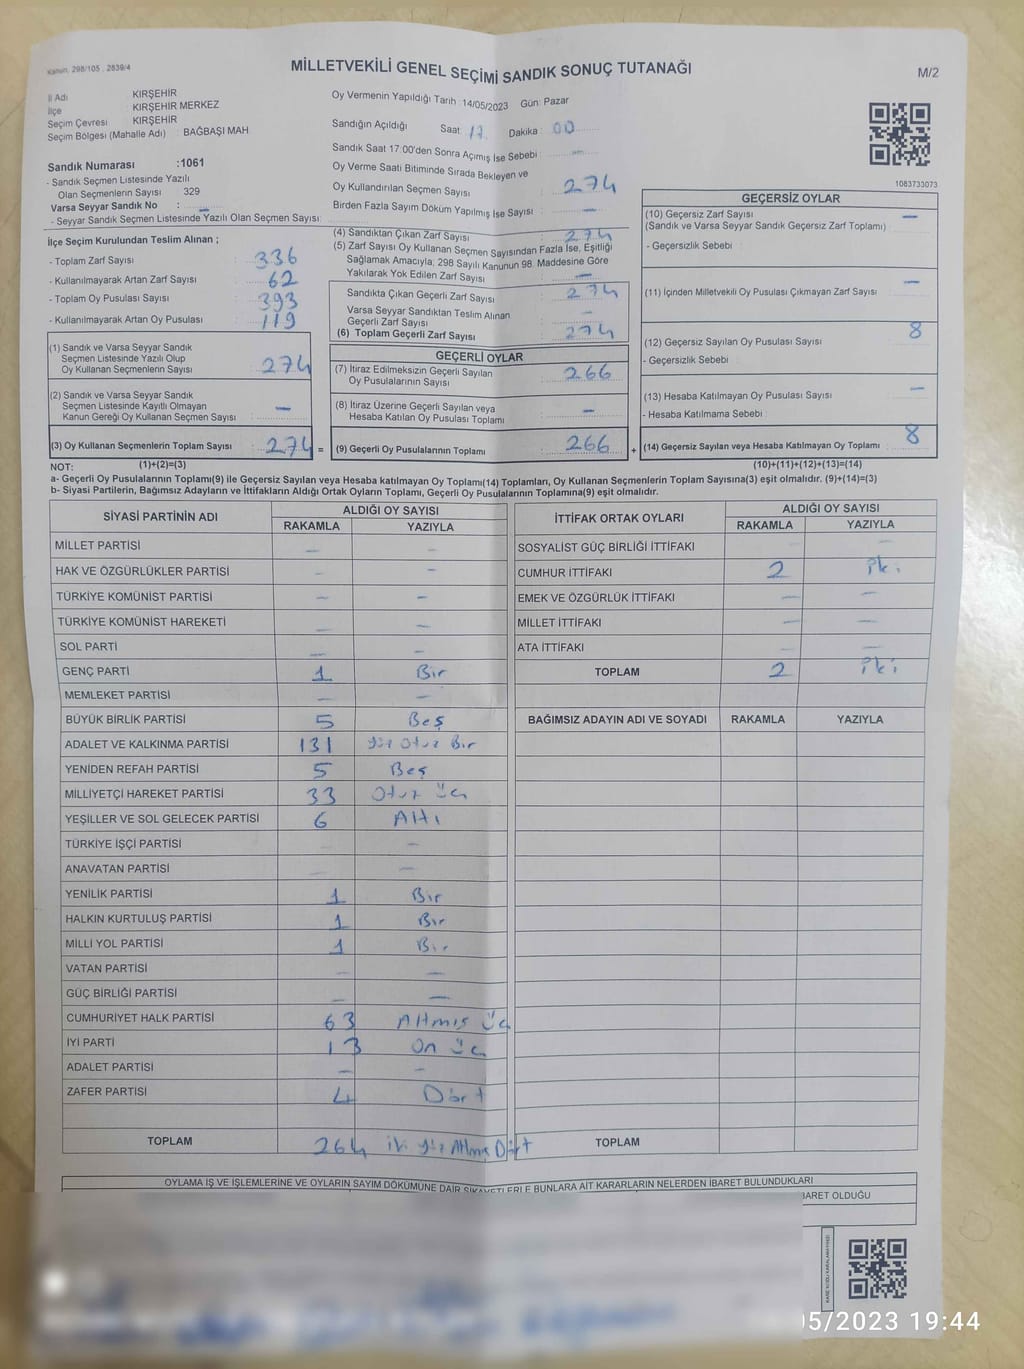 Kanun: 298/105 , 2839/4
MİLLETVEKİLİ GENEL SEÇİMİ SANDIK SONUÇ TUTANAĞI
M/2
İl Adı KIRŞEHİR
İlçe KIRŞEHİR MERKEZ
Seçim Çevresi KIRŞEHİR
Seçim Bölgesi (Mahalle Adı) : BAĞBAŞI MAH
Sandık Numarası :1061
- Sandık Seçmen Listesinde Yazılı
Olan Seçmenlerin Sayısı 329
Varsa Seyyar Sandık No : —
- Seyyar Sandık Seçmen Listesinde Yazılı Olan Seçmen Sayısı:
Oy Vermenin Yapıldığı Tarih :14/05/2023 Gün: Pazar
Sandığın Açıldığı Saat: 17 Dakika : 00
Sandık Saat 17:00'den Sonra Açımış İse Sebebi : —
Oy Verme Saati Bitiminde Sırada Bekleyen ve
Oy Kullandırılan Seçmen Sayısı : 274
Birden Fazla Sayım Döküm Yapılmış İse Sayısı : —
1083733073
İlçe Seçim Kurulundan Teslim Alınan ;
- Toplam Zarf Sayısı : 336
- Kullanılmayarak Artan Zarf Sayısı : 62
- Toplam Oy Pusulası Sayısı : 393
- Kullanılmayarak Artan Oy Pusulası : 119
(1) Sandık ve Varsa Seyyar Sandık
Seçmen Listesinde Yazılı Olup
Oy Kullanan Seçmenlerin Sayısı : 274
(2) Sandık ve Varsa Seyyar Sandık
Seçmen Listesinde Kayıtlı Olmayan
Kanun Gereği Oy Kullanan Seçmen Sayısı : —
(3) Oy Kullanan Seçmenlerin Toplam Sayısı : 274 =
(4) Sandıktan Çıkan Zarf Sayısı : 274
(5) Zarf Sayısı Oy Kullanan Seçmen Sayısından Fazla İse, Eşitliği
Sağlamak Amacıyla; 298 Sayılı Kanunun 98. Maddesine Göre
Yakılarak Yok Edilen Zarf Sayısı : —
Sandıkta Çıkan Geçerli Zarf Sayısı : 274
Varsa Seyyar Sandıktan Teslim Alınan
Geçerli Zarf Sayısı : —
(6) Toplam Geçerli Zarf Sayısı : 274
GEÇERLİ OYLAR
(7) İtiraz Edilmeksizin Geçerli Sayılan
Oy Pusulalarının Sayısı : 266
(8) İtiraz Üzerine Geçerli Sayılan veya
Hesaba Katılan Oy Pusulası Toplamı : —
(9) Geçerli Oy Pusulalarının Toplamı : 266 +
GEÇERSİZ OYLAR
(10) Geçersiz Zarf Sayısı : —
(Sandık ve Varsa Seyyar Sandık Geçersiz Zarf Toplamı)
- Geçersizlik Sebebi :
(11) İçinden Milletvekili Oy Pusulası Çıkmayan Zarf Sayısı : —
(12) Geçersiz Sayılan Oy Pusulası Sayısı : 8
- Geçersizlik Sebebi :
(13) Hesaba Katılmayan Oy Pusulası Sayısı : —
- Hesaba Katılmama Sebebi :
(14) Geçersiz Sayılan veya Hesaba Katılmayan Oy Toplamı : 8
NOT: (1)+(2)=(3) (10)+(11)+(12)+(13)=(14)
a- Geçerli Oy Pusulalarının Toplamı(9) ile Geçersiz Sayılan veya Hesaba katılmayan Oy Toplamı(14) Toplamları, Oy Kullanan Seçmenlerin Toplam Sayısına(3) eşit olmalıdır. (9)+(14)=(3)
b- Siyasi Partilerin, Bağımsız Adayların ve İttifakların Aldığı Ortak Oyların Toplamı, Geçerli Oy Pusulalarının Toplamına(9) eşit olmalıdır.
SİYASİ PARTİNİN ADI ALDIĞI OY SAYISI
RAKAMLA YAZIYLA
MİLLET PARTİSİ — —
HAK VE ÖZGÜRLÜKLER PARTİSİ — —
TÜRKİYE KOMÜNİST PARTİSİ — —
TÜRKİYE KOMÜNİST HAREKETİ — —
SOL PARTİ — —
GENÇ PARTİ 1 Bir
MEMLEKET PARTİSİ — —
BÜYÜK BİRLİK PARTİSİ 5 Beş
ADALET VE KALKINMA PARTİSİ 131 Yüz Otuz Bir
YENİDEN REFAH PARTİSİ 5 Beş
MİLLİYETÇİ HAREKET PARTİSİ 33 Otuz üç
YEŞİLLER VE SOL GELECEK PARTİSİ 6 Altı
TÜRKİYE İŞÇİ PARTİSİ — —
ANAVATAN PARTİSİ — —
YENİLİK PARTİSİ 1 Bir
HALKIN KURTULUŞ PARTİSİ 1 Bir
MİLLİ YOL PARTİSİ 1 Bir
VATAN PARTİSİ — —
GÜÇ BİRLİĞİ PARTİSİ — —
CUMHURİYET HALK PARTİSİ 63 Altmış üç
İYİ PARTİ 13 On üç
ADALET PARTİSİ — —
ZAFER PARTİSİ 4 Dört
TOPLAM 264 iki yüz Altmış Dört
İTTİFAK ORTAK OYLARI ALDIĞI OY SAYISI
RAKAMLA YAZIYLA
SOSYALİST GÜÇ BİRLİĞİ İTTİFAKI — —
CUMHUR İTTİFAKI 2 İki
EMEK VE ÖZGÜRLÜK İTTİFAKI — —
MİLLET İTTİFAKI — —
ATA İTTİFAKI — —
TOPLAM 2 İki
BAĞIMSIZ ADAYIN ADI VE SOYADI RAKAMLA YAZIYLA
TOPLAM
OYLAMA İŞ VE İŞLEMLERİNE VE OYLARIN SAYIM DÖKÜMÜNE DAİR ŞİKAYETLERLE BUNLARA AİT KARARLARIN NELERDEN İBARET BULUNDUKLARI
BARET OLDUĞU
05/2023 19:44